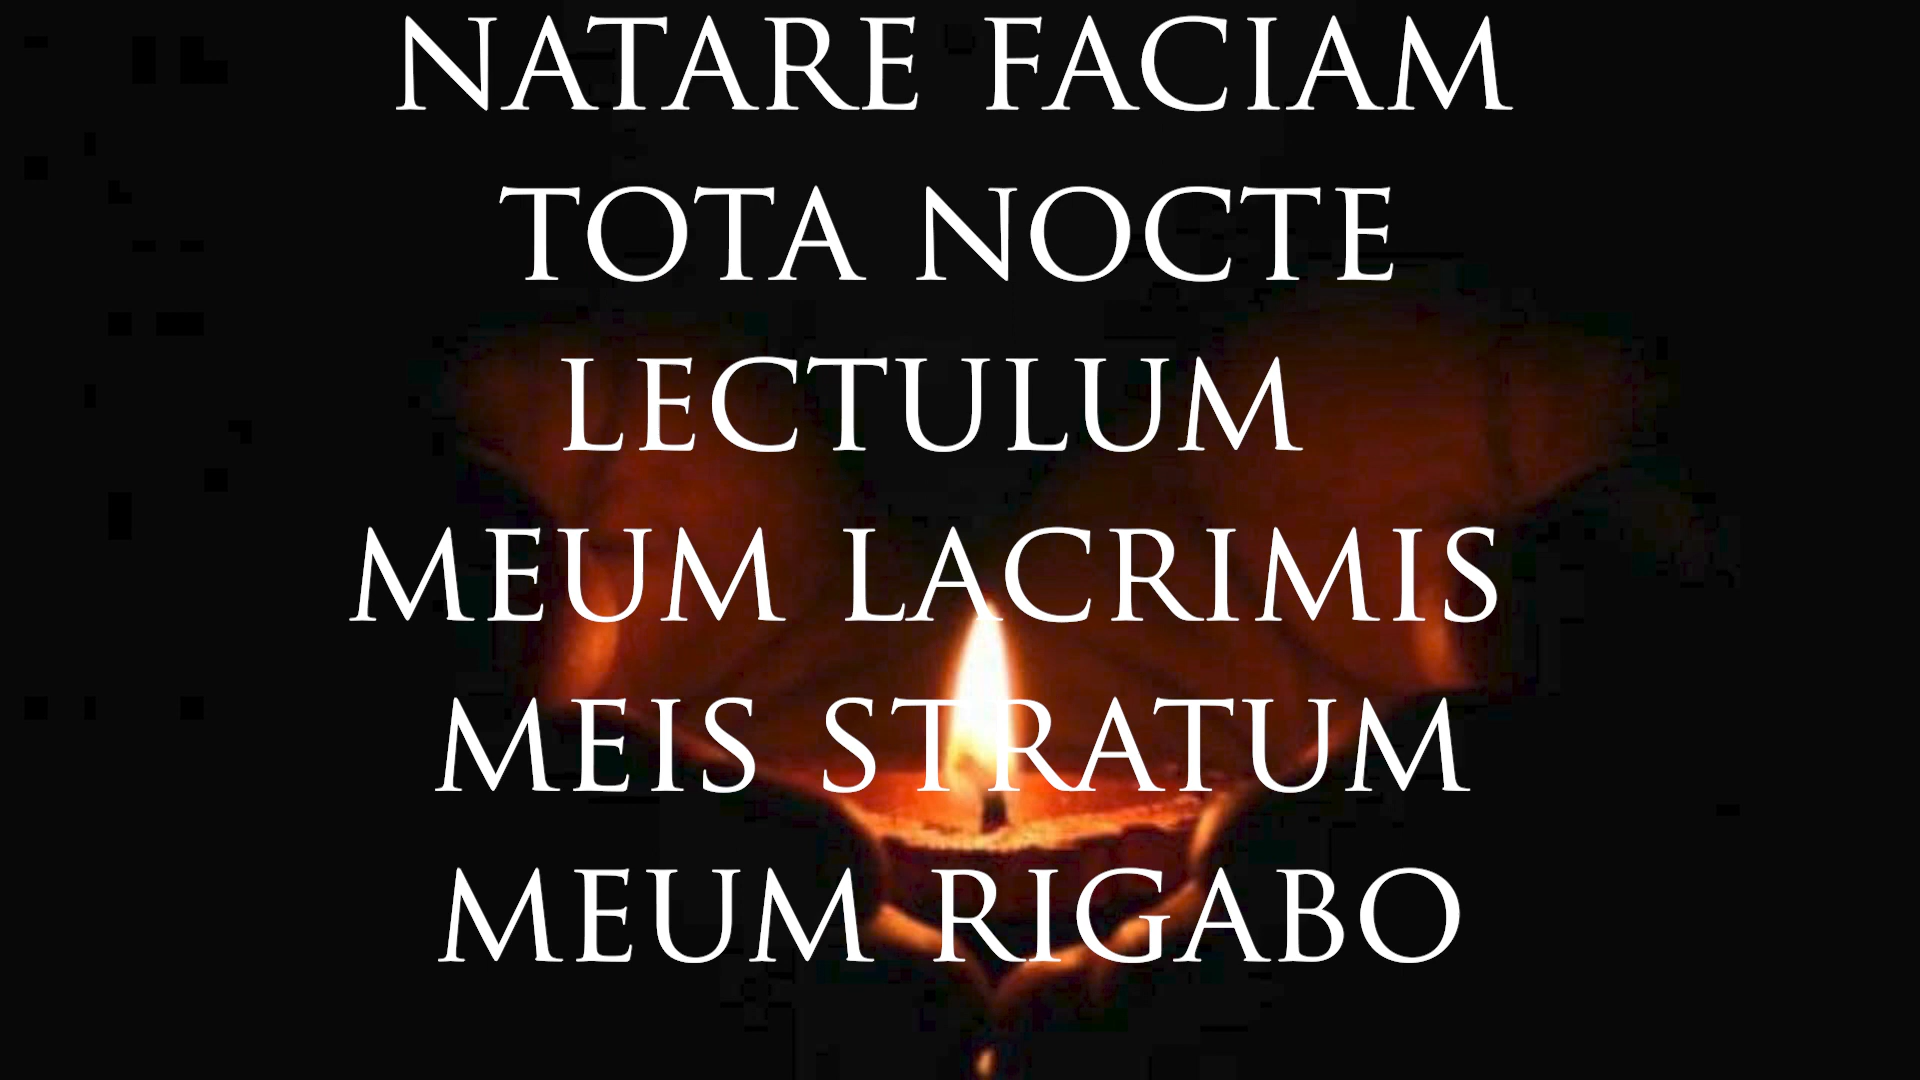 NATARE FACIAM
TOTA NOCTE
LECTULUM
MEUM LACRIMIS
MEIS STRATUM
MEUM RIGABO